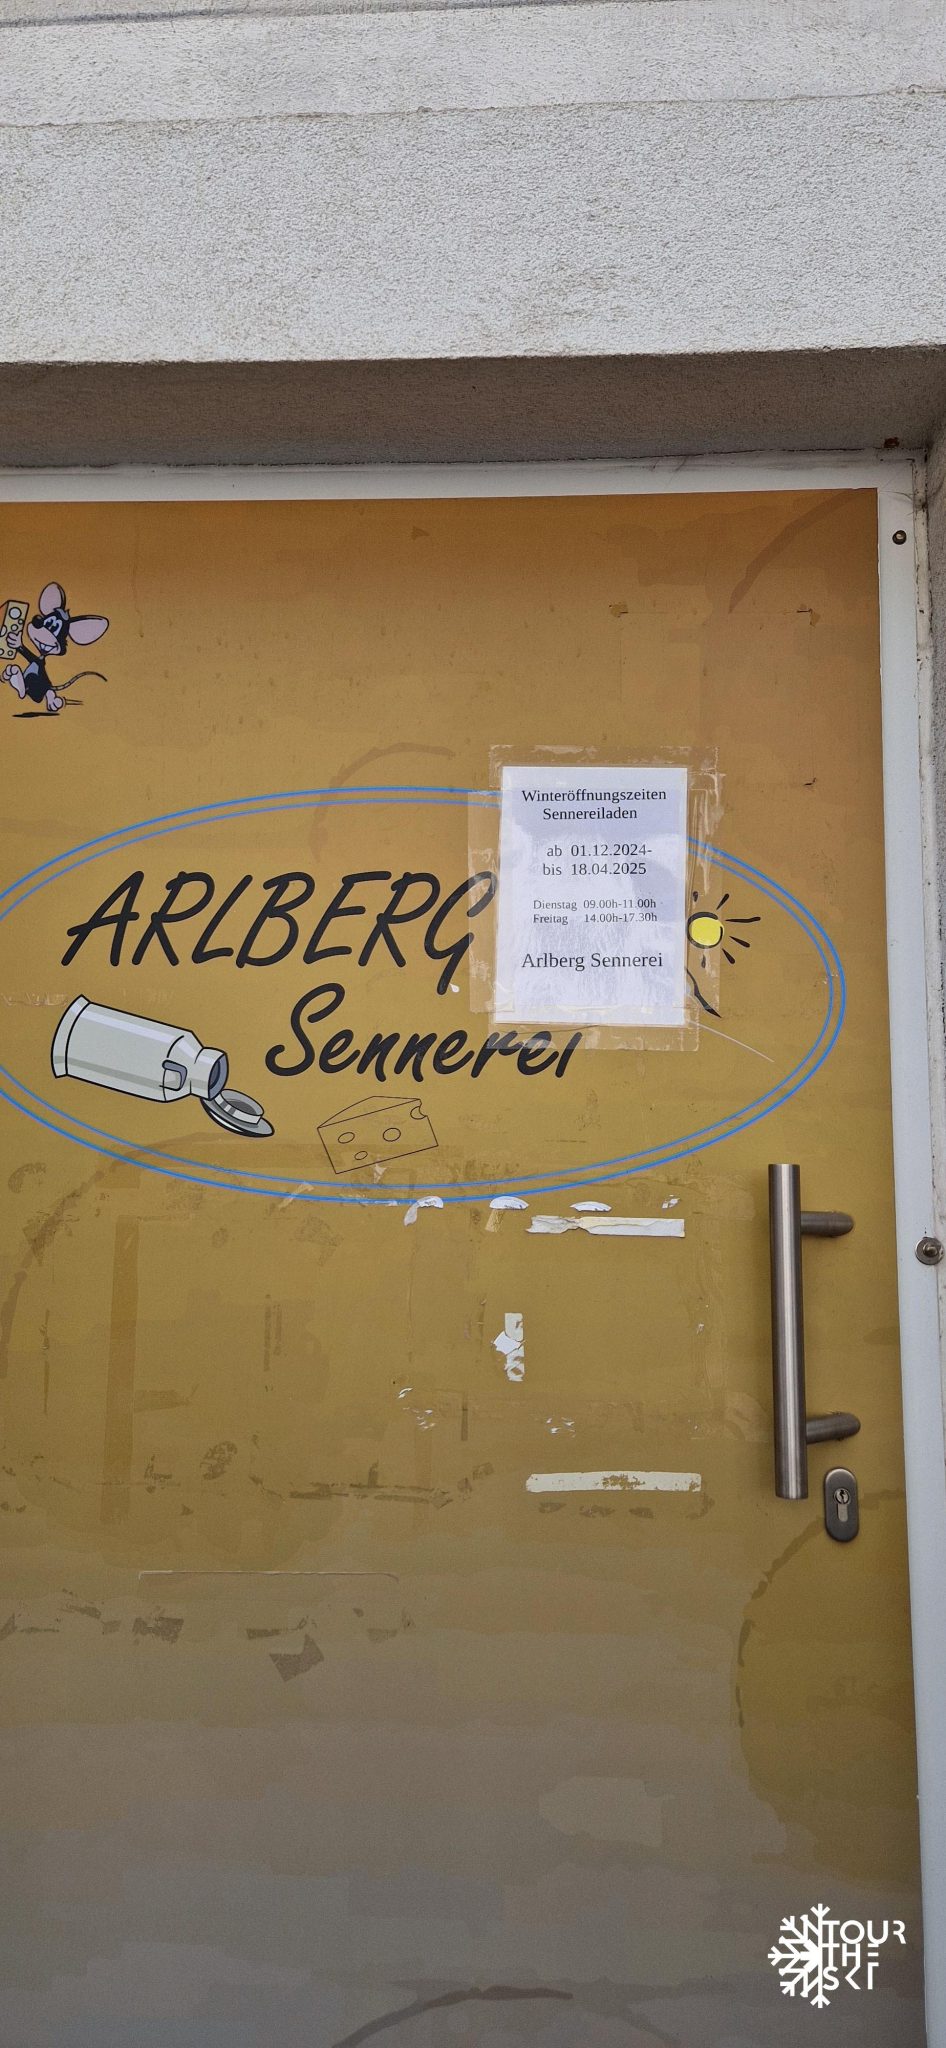 Winteröffnungszeiten
Sennereiladen
ab 01.12.2024-
bis 18.04.2025
Dienstag 09.00h-11.00h
Freitag 14.00h-17.30h
Arlberg Sennerei
ARLBERG
Sennerei
TOUR
THE
SKI